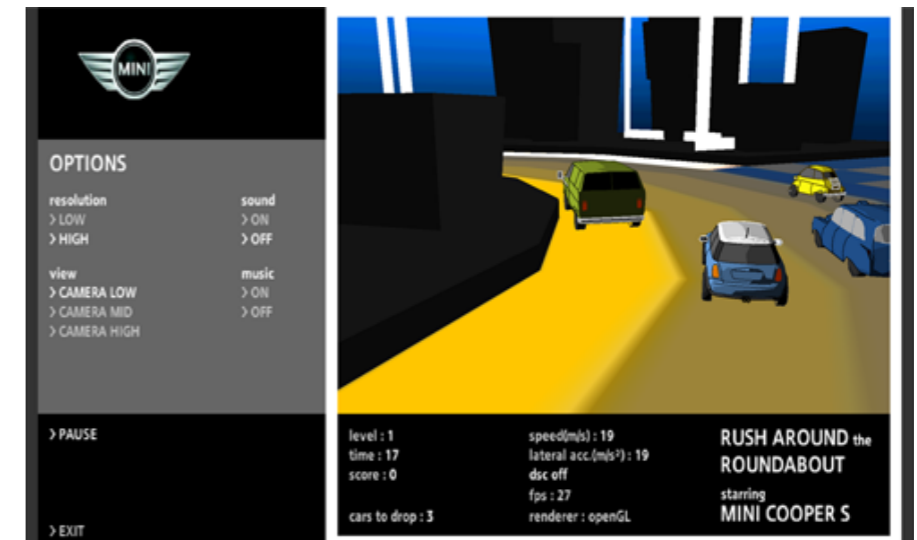 MINI
OPTIONS
resolution
> LOW
> HIGH
sound
> ON
> OFF
view
> CAMERA LOW
> CAMERA MID
> CAMERA HIGH
music
> ON
> OFF
> PAUSE
> EXIT
level : 1
time : 17
score : 0
cars to drop : 3
speed(m/s) : 19
lateral acc.(m/s²) : 19
dsc off
fps : 27
renderer : openGL
RUSH AROUND the
ROUNDABOUT
starring
MINI COOPER S